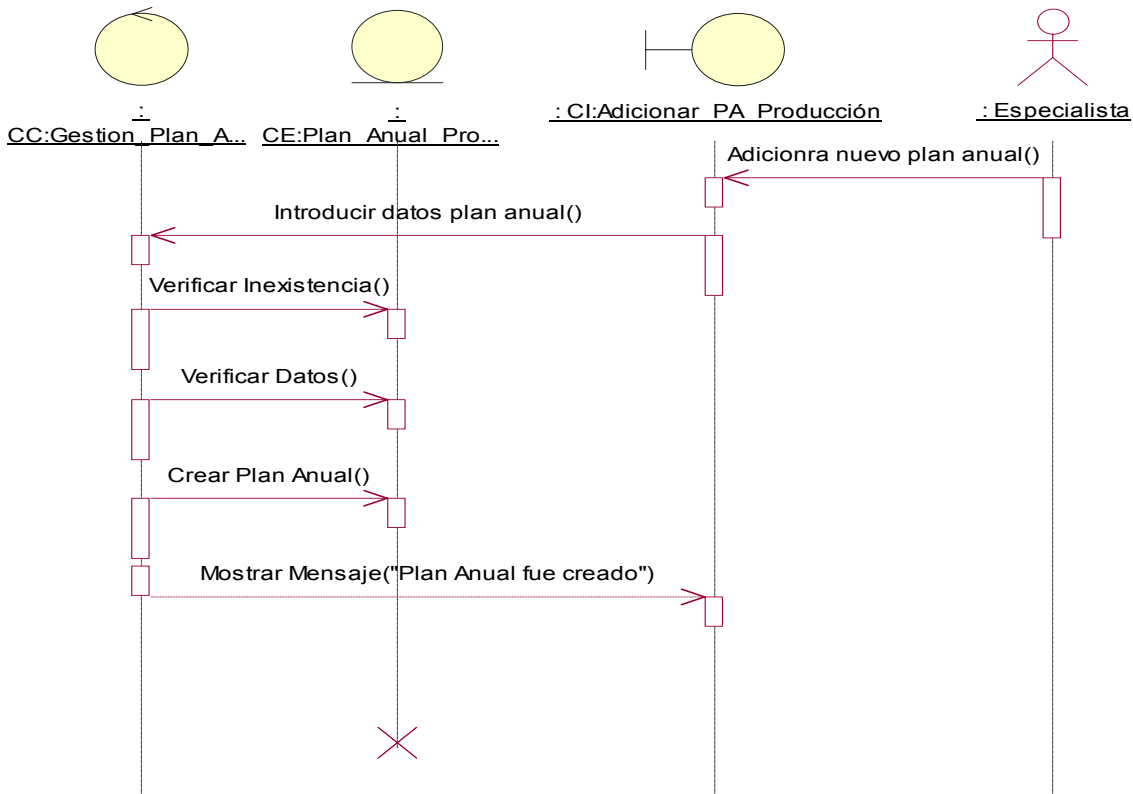 :
CC:Gestion_Plan_A...
:
CE:Plan_Anual_Pro...
: CI:Adicionar_PA_Producción
: Especialista
Adicionra nuevo plan anual()
Introducir datos plan anual()
Verificar Inexistencia()
Verificar Datos()
Crear Plan Anual()
Mostrar Mensaje("Plan Anual fue creado")